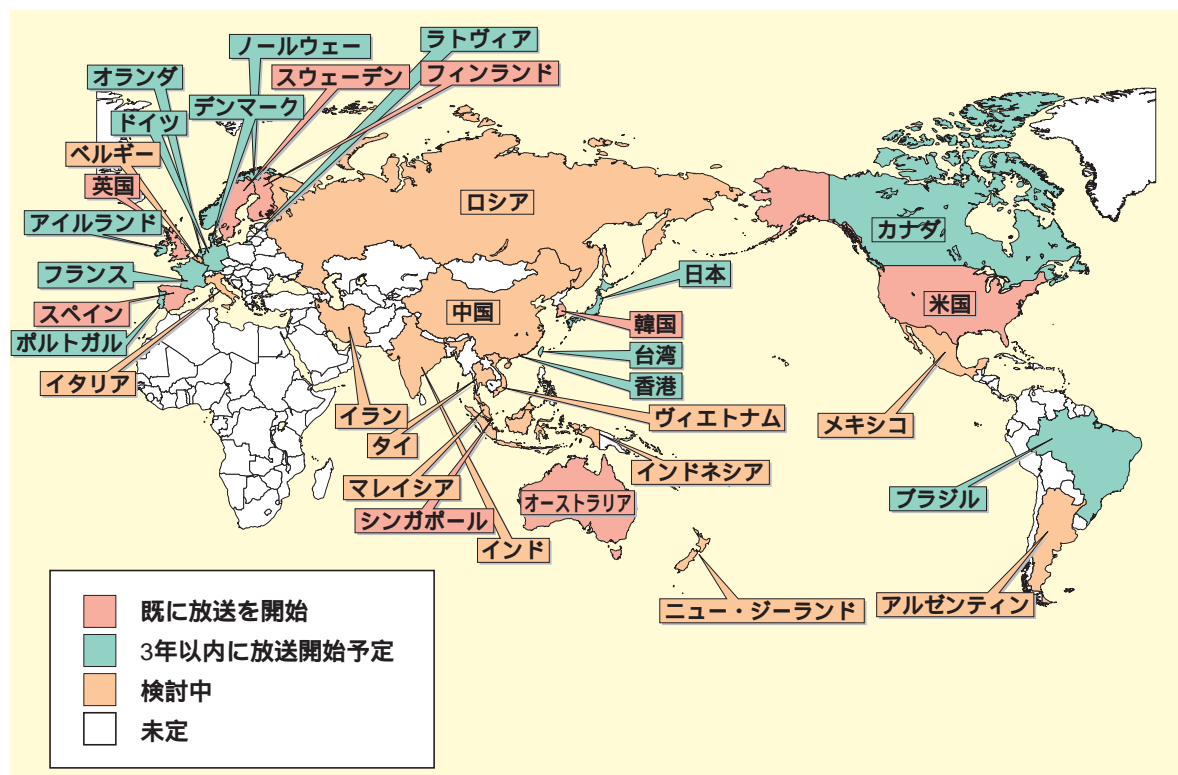 ノールウェー
ラトヴィア
オランダ
スウェーデン
フィンランド
デンマーク
ドイツ
ベルギー
英国
ロシア
アイルランド
カナダ
フランス
日本
スペイン
中国
韓国
米国
ポルトガル
台湾
イタリア
香港
イラン
ヴィエトナム
メキシコ
タイ
インドネシア
マレイシア
オーストラリア
ブラジル
シンガポール
インド
ニュー・ジーランド
アルゼンティン
既に放送を開始
3年以内に放送開始予定
検討中
未定